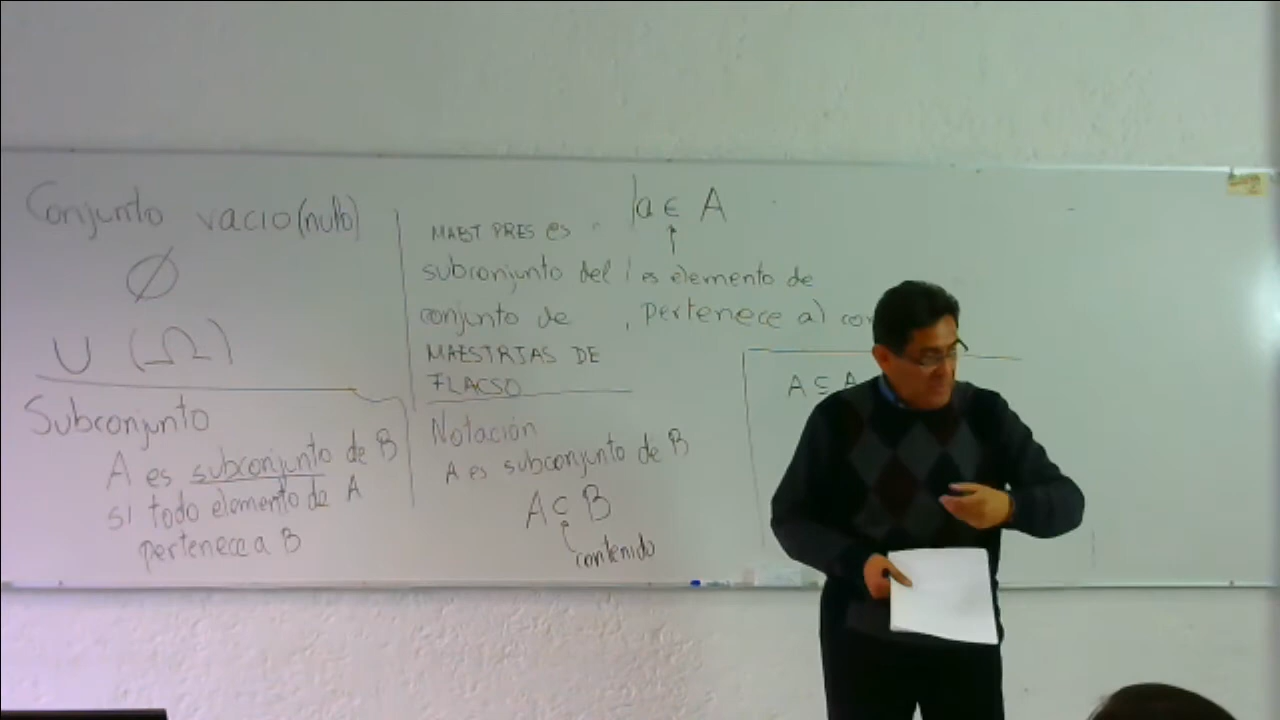 Conjunto vacio (nulo)
∅
U (Ω)
Subconjunto
A es subconjunto de B
si todo elemento de A
pertenece a B
MAEST PRES es
subconjunto del
conjunto de
MAESTRIAS DE
FLACSO
Notación
A es subconjunto de B
A ⊂ B
contenido
a ∈ A
es elemento de
pertenece al
A ⊆ A